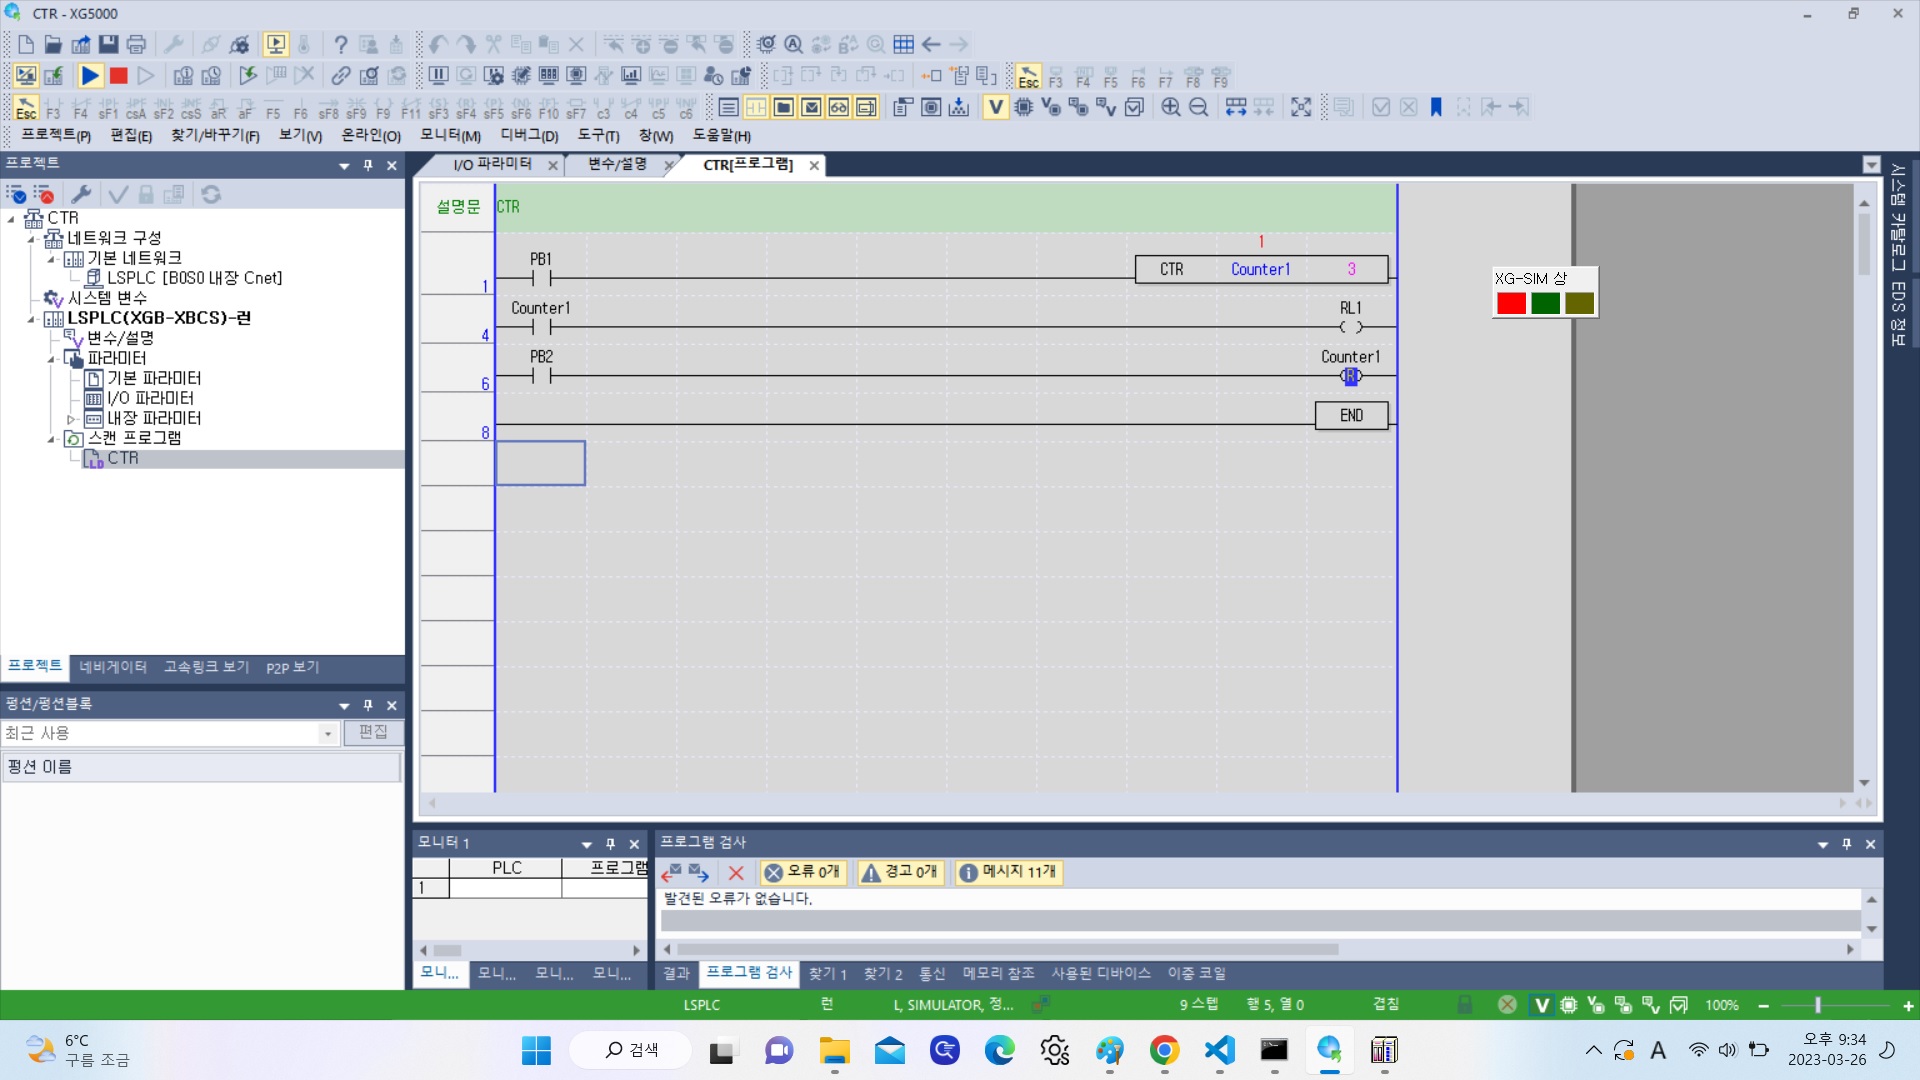 CTR - XG5000
Esc F3 F4 F5 F6 F7 F8 F9
Esc F3 F4 sF1 csA sF2 csS aR aF F5 F6 sF8 sF9 F9 F11 sF3 sF4 sF5 sF6 F10 sF7 c3 c4 c5 c6
프로젝트(P) 편집(E) 찾기/바꾸기(F) 보기(V) 온라인(O) 모니터(M) 디버그(D) 도구(T) 창(W) 도움말(H)
프로젝트
CTR
네트워크 구성
기본 네트워크
LSPLC [B0S0 내장 Cnet]
시스템 변수
LSPLC(XGB-XBCS)-런
변수/설명
파라미터
기본 파라미터
I/O 파라미터
내장 파라미터
스캔 프로그램
CTR
프로젝트 네비게이터 고속링크 보기 P2P 보기
펑션/펑션블록
최근 사용 편집
펑션 이름
I/O 파라미터 변수/설명 CTR[프로그램]
설명문 CTR
1
PB1 CTR Counter1 3
1
Counter1 RL1
4
PB2 Counter1
R
6
END
8
XG-SIM 상
시스템 카탈로그
EDS 정보
모니터 1
PLC 프로그램
1
모니... 모니... 모니... 모니...
프로그램 검사
오류 0개 경고 0개 메시지 11개
발견된 오류가 없습니다.
결과 프로그램 검사 찾기 1 찾기 2 통신 메모리 참조 사용된 디바이스 이중 코일
LSPLC 런 L, SIMULATOR, 정... 9 스텝 행 5, 열 0 겹침 100%
6°C
구름 조금
검색
A
오후 9:34
2023-03-26